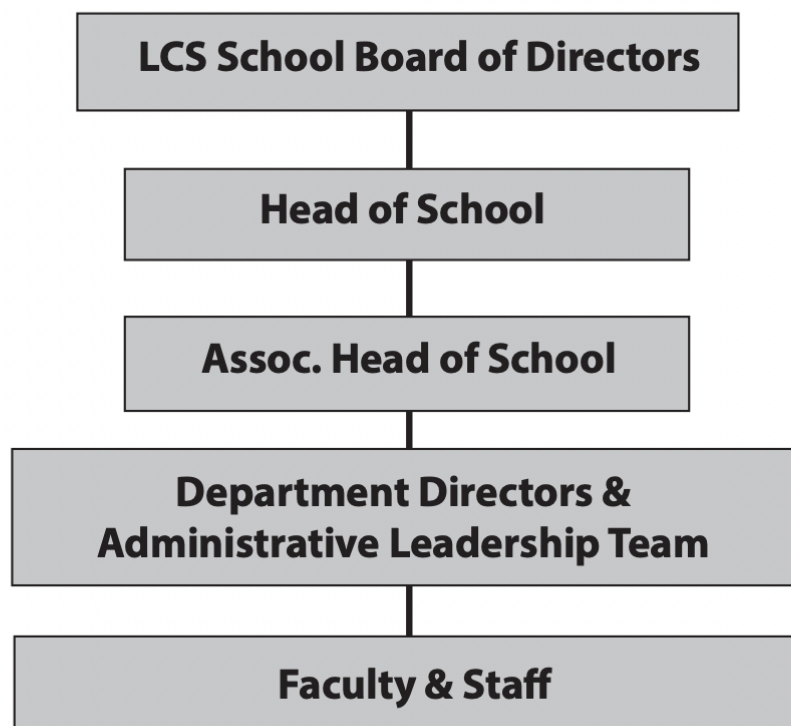 LCS School Board of Directors
Head of School
Assoc. Head of School
Department Directors &
Administrative Leadership Team
Faculty & Staff